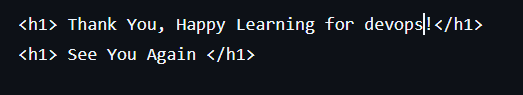 <h1> Thank You, Happy Learning for devops!</h1>
<h1> See You Again </h1>